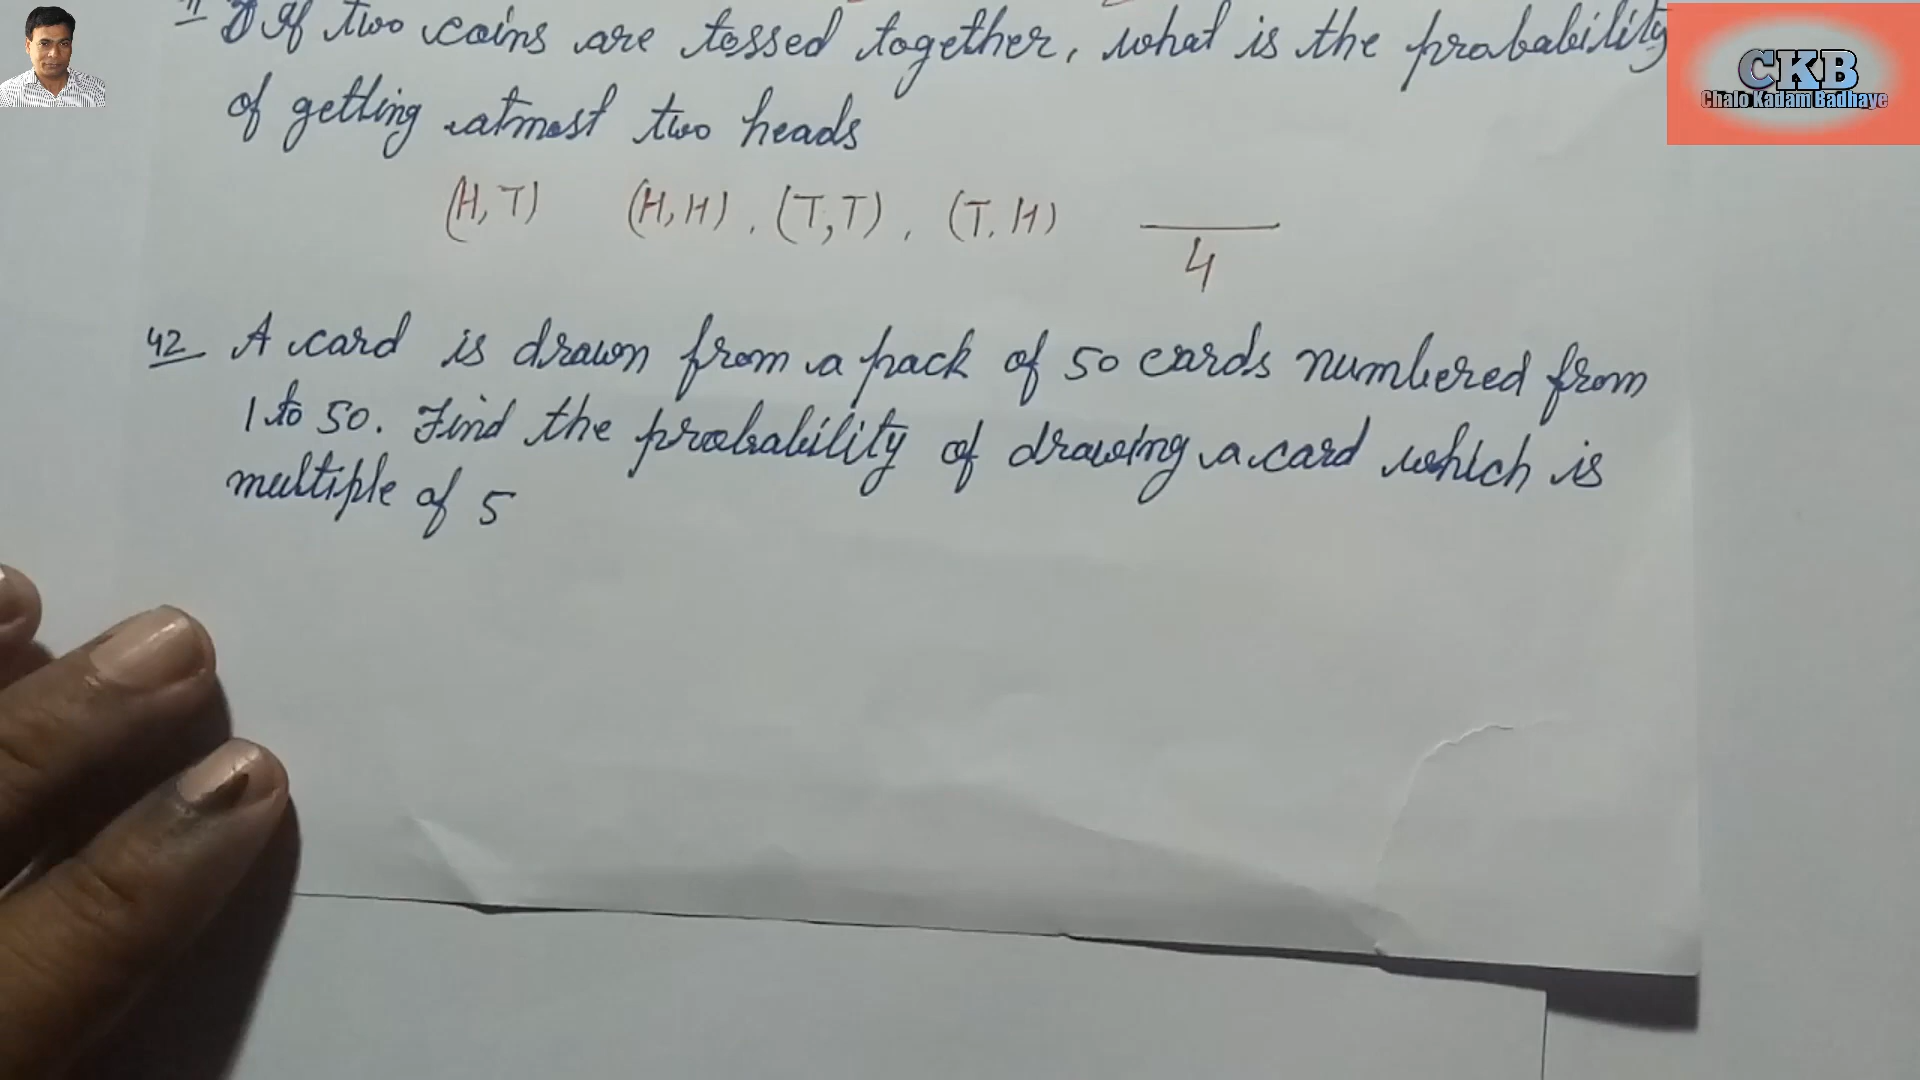 If two coins are tossed together, what is the probability
of getting atmost two heads
(H,T) (H,H), (T,T), (T,H) ___
4
42 A card is drawn from a pack of 50 cards numbered from
1 to 50. Find the probability of drawing a card which is
multiple of 5
CKB
Chalo Kadam Badhaye